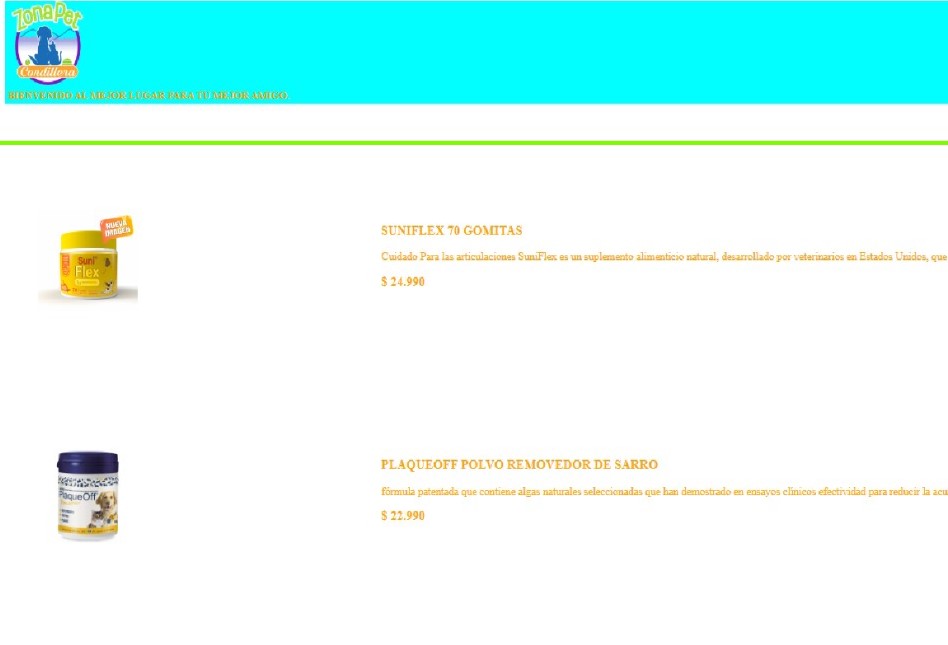 Zona Pet
Cordillera
BIENVENIDO AL MEJOR LUGAR PARA TU MEJOR AMIGO
NUEVA
IMAGEN
Suni
Flex
SUNIFLEX 70 GOMITAS
Cuidado Para las articulaciones SuniFlex es un suplemento alimenticio natural, desarrollado por veterinarios en Estados Unidos, que
$ 24.990
PlaqueOff
PLAQUEOFF POLVO REMOVEDOR DE SARRO
fórmula patentada que contiene algas naturales seleccionadas que han demostrado en ensayos clínicos efectividad para reducir la acu
$ 22.990